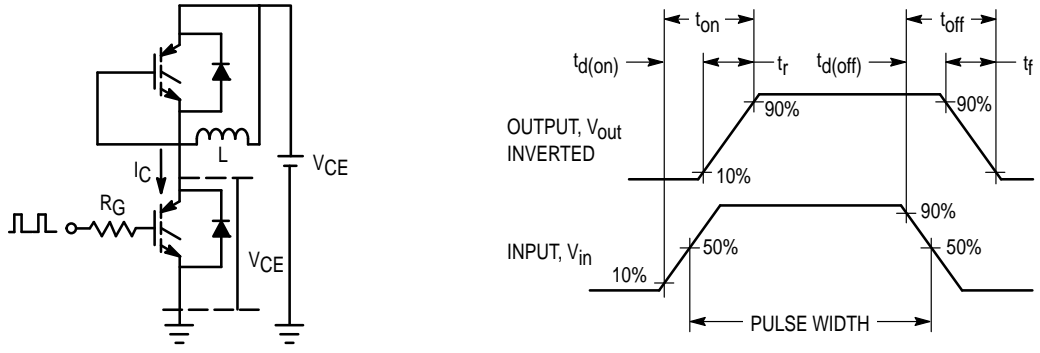 L
V_CE
I_C
R_G
V_CE
t_on
t_off
t_d(on)
t_r
t_d(off)
t_f
OUTPUT, V_out
INVERTED
90%
90%
10%
INPUT, V_in
90%
50%
50%
10%
PULSE WIDTH